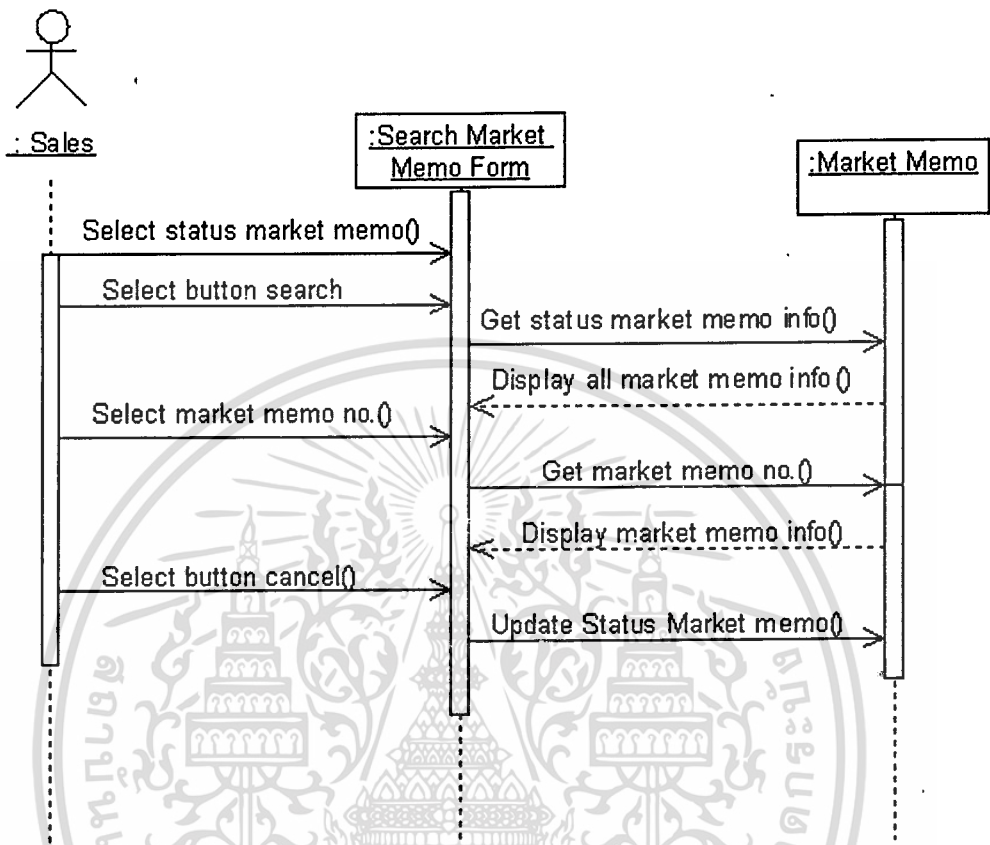 : Sales
:Search Market
Memo Form
:Market Memo
Select status market memo()
Select button search
Get status market memo info()
Display all market memo info ()
Select market memo no.()
Get market memo no.()
Display market memo info()
Select button cancel()
Update Status Market memo()